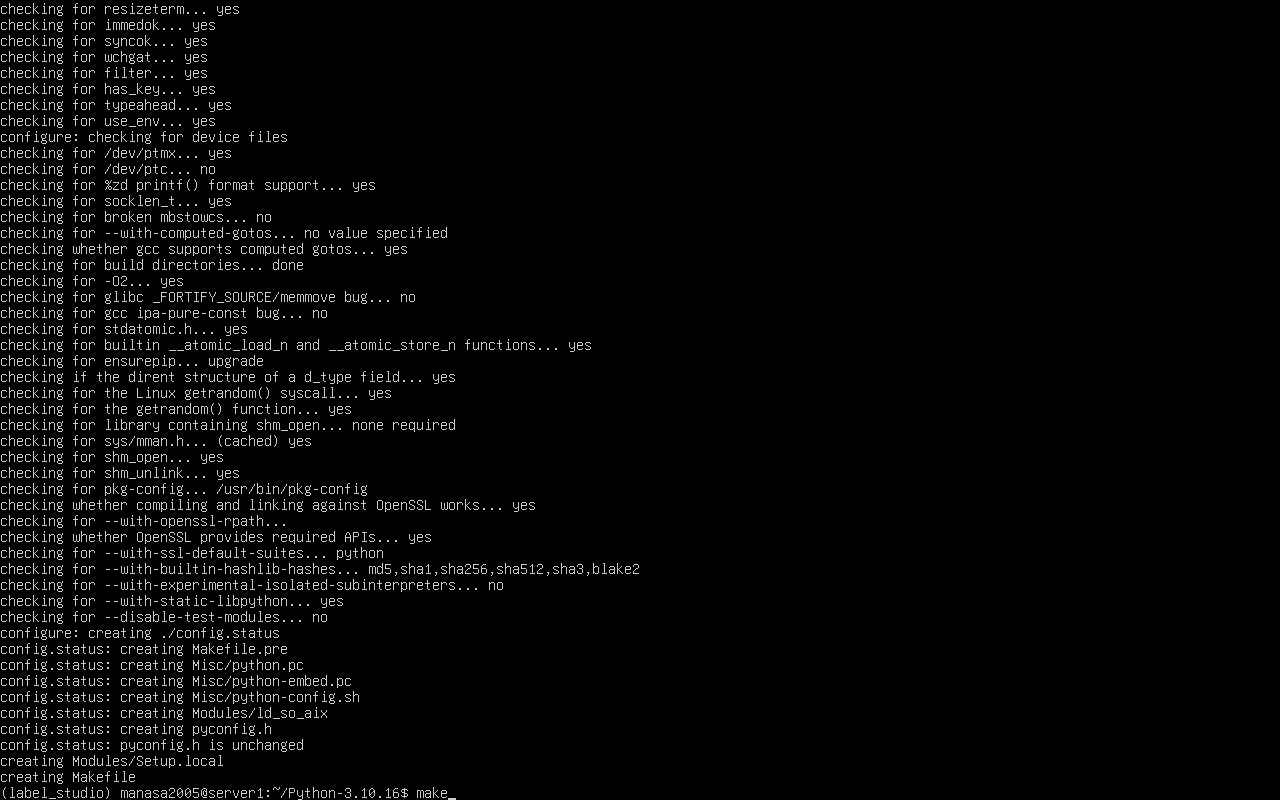 checking for resizeterm... yes
checking for immedok... yes
checking for syncok... yes
checking for wchgat... yes
checking for filter... yes
checking for has_key... yes
checking for typeahead... yes
checking for use_env... yes
configure: checking for device files
checking for /dev/ptmx... yes
checking for /dev/ptc... no
checking for %zd printf() format support... yes
checking for socklen_t... yes
checking for broken mbstowcs... no
checking for --with-computed-gotos... no value specified
checking whether gcc supports computed gotos... yes
checking for build directories... done
checking for -O2... yes
checking for glibc _FORTIFY_SOURCE/memmove bug... no
checking for gcc ipa-pure-const bug... no
checking for stdatomic.h... yes
checking for builtin __atomic_load_n and __atomic_store_n functions... yes
checking for ensurepip... upgrade
checking if the dirent structure of a d_type field... yes
checking for the Linux getrandom() syscall... yes
checking for the getrandom() function... yes
checking for library containing shm_open... none required
checking for sys/mman.h... (cached) yes
checking for shm_open... yes
checking for shm_unlink... yes
checking for pkg-config... /usr/bin/pkg-config
checking whether compiling and linking against OpenSSL works... yes
checking for --with-openssl-rpath...
checking whether OpenSSL provides required APIs... yes
checking for --with-ssl-default-suites... python
checking for --with-builtin-hashlib-hashes... md5,sha1,sha256,sha512,sha3,blake2
checking for --with-experimental-isolated-subinterpreters... no
checking for --with-static-libpython... yes
checking for --disable-test-modules... no
configure: creating ./config.status
config.status: creating Makefile.pre
config.status: creating Misc/python.pc
config.status: creating Misc/python-embed.pc
config.status: creating Misc/python-config.sh
config.status: creating Modules/ld_so_aix
config.status: creating pyconfig.h
config.status: pyconfig.h is unchanged
creating Modules/Setup.local
creating Makefile
(label_studio) manasa2005@server1:~/Python-3.10.16$ make_